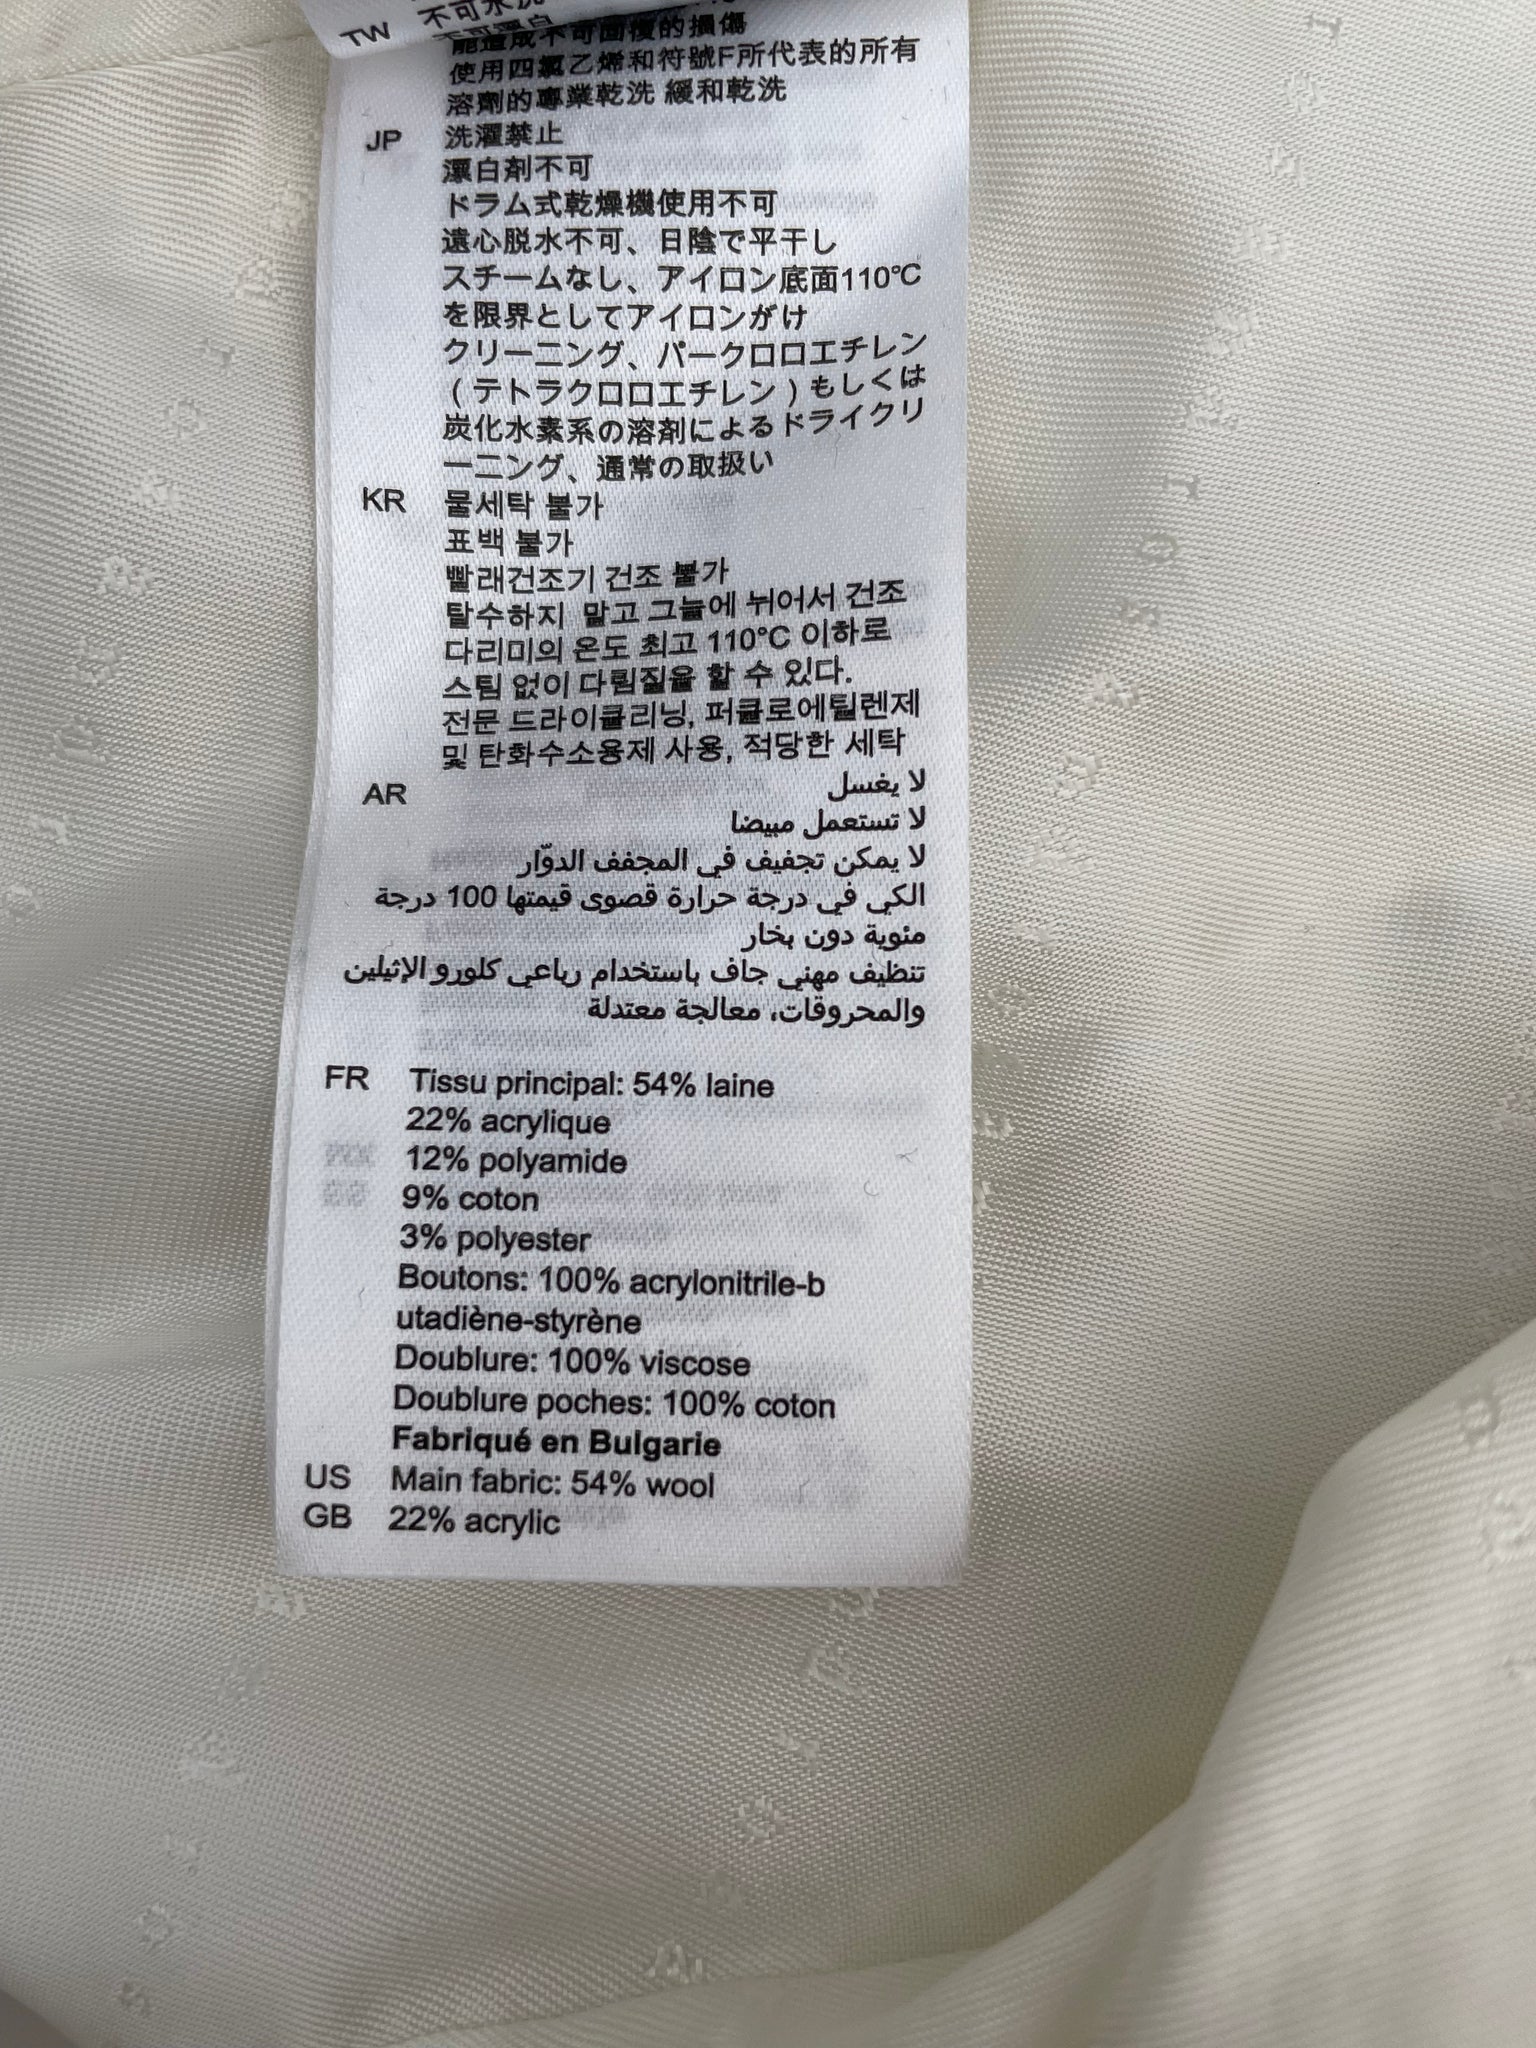 TW 不可水洗
能造成不可回復的損傷
使用四氯乙烯和符號F所代表的所有
溶劑的專業乾洗 緩和乾洗
JP 洗濯禁止
漂白剤不可
ドラム式乾燥機使用不可
遠心脱水不可、日陰で平干し
スチームなし、アイロン底面110℃
を限界としてアイロンがけ
クリーニング、パークロロエチレン
(テトラクロロエチレン)もしくは
炭化水素系の溶剤によるドライクリ
ーニング、通常の取扱い
KR 물세탁 불가
표백 불가
빨래건조기 건조 불가
탈수하지 말고 그늘에 뉘어서 건조
다리미의 온도 최고 110°C 이하로
스팀 없이 다림질을 할 수 있다.
전문 드라이클리닝, 퍼클로에틸렌제
및 탄화수소용제 사용, 적당한 세탁
AR لا يغسل
لا تستعمل مبيضا
لا يمكن تجفيف في المجفف الدوّار
الكي في درجة حرارة قصوى قيمتها 100 درجة
مئوية دون بخار
تنظيف مهني جاف باستخدام رباعي كلورو الإثيلين
والمحروقات، معالجة معتدلة
FR Tissu principal: 54% laine
22% acrylique
12% polyamide
9% coton
3% polyester
Boutons: 100% acrylonitrile-b
utadiène-styrène
Doublure: 100% viscose
Doublure poches: 100% coton
Fabriqué en Bulgarie
US Main fabric: 54% wool
GB 22% acrylic